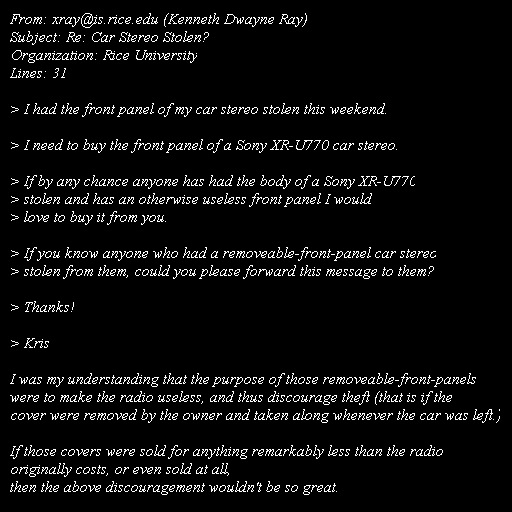 From: xray@is.rice.edu (Kenneth Dwayne Ray)
Subject: Re: Car Stereo Stolen?
Organization: Rice University
Lines: 31
> I had the front panel of my car stereo stolen this weekend.
> I need to buy the front panel of a Sony XR-U770 car stereo.
> If by any chance anyone has had the body of a Sony XR-U770
> stolen and has an otherwise useless front panel I would
> love to buy it from you.
> If you know anyone who had a removeable-front-panel car stereo
> stolen from them, could you please forward this message to them?
> Thanks!
> Kris
I was my understanding that the purpose of those removeable-front-panels
were to make the radio useless, and thus discourage theft (that is if the
cover were removed by the owner and taken along whenever the car was left.)
If those covers were sold for anything remarkably less than the radio
originally costs, or even sold at all,
then the above discouragement wouldn't be so great.